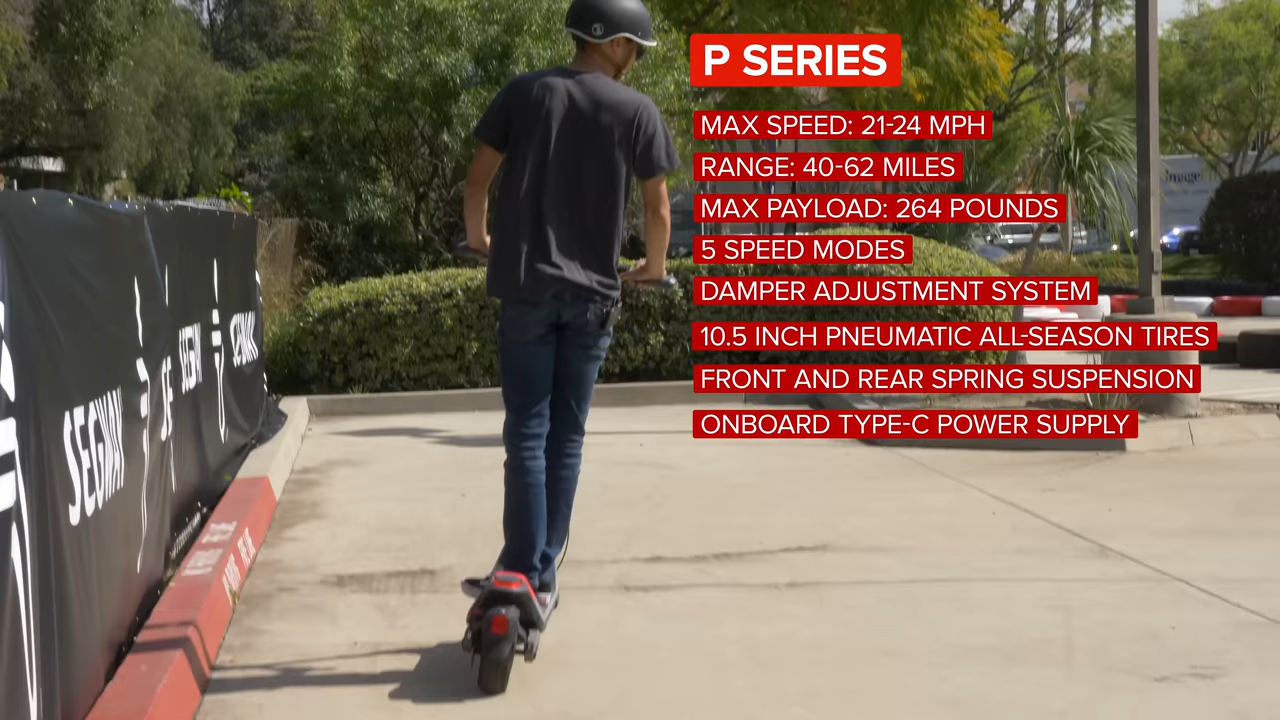 P SERIES
MAX SPEED: 21-24 MPH
RANGE: 40-62 MILES
MAX PAYLOAD: 264 POUNDS
5 SPEED MODES
DAMPER ADJUSTMENT SYSTEM
10.5 INCH PNEUMATIC ALL-SEASON TIRES
FRONT AND REAR SPRING SUSPENSION
ONBOARD TYPE-C POWER SUPPLY
SEGWAY
SEGWAY